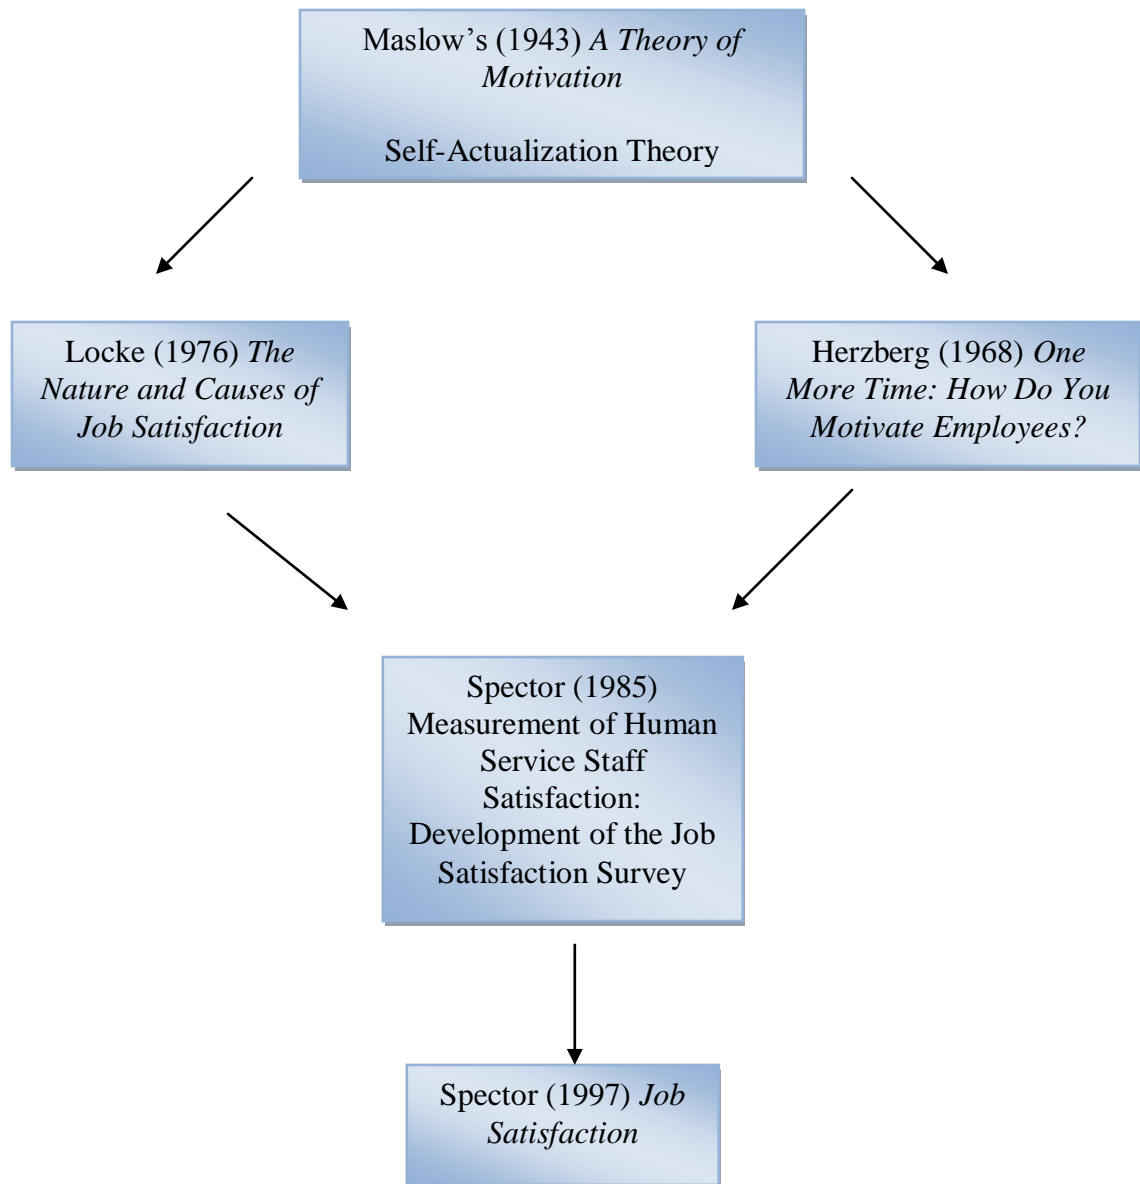 Maslow’s (1943) A Theory of
Motivation
Self-Actualization Theory
Locke (1976) The
Nature and Causes of
Job Satisfaction
Herzberg (1968) One
More Time: How Do You
Motivate Employees?
Spector (1985)
Measurement of Human
Service Staff
Satisfaction:
Development of the Job
Satisfaction Survey
Spector (1997) Job
Satisfaction